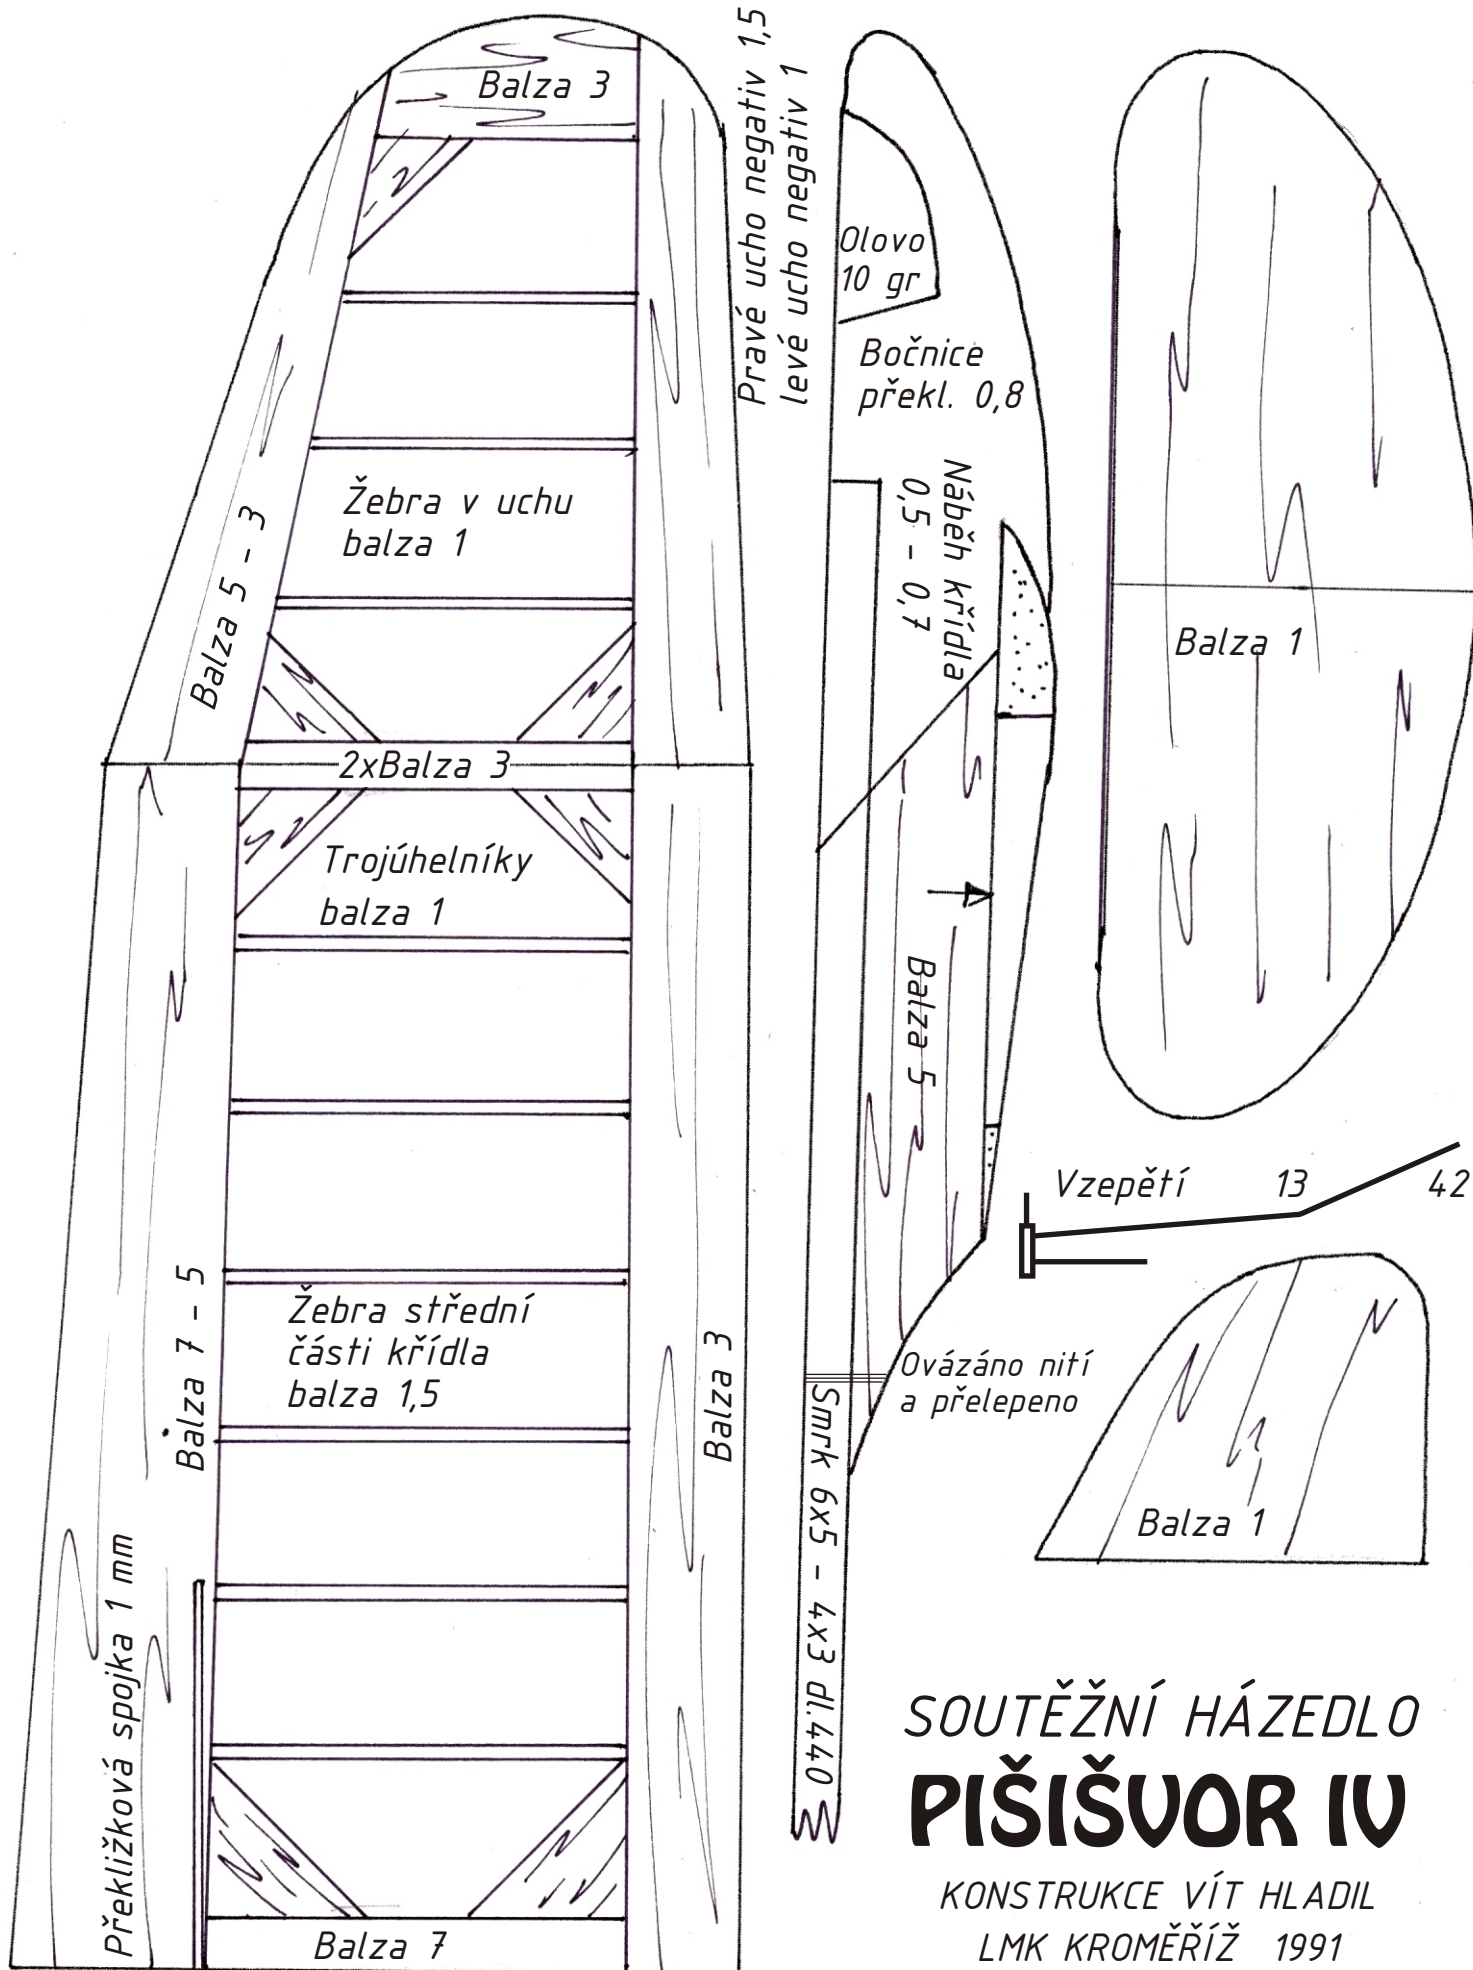 Balza 3
Pravé ucho negativ 1,5
levé ucho negativ 1
Olovo
10 gr
Bočnice
překl. 0,8
Náběh křídla
0,5 - 0,7
Žebra v uchu
balza 1
Balza 5 - 3
2xBalza 3
Trojúhelníky
balza 1
Balza 1
Balza 5
Vzepětí 13 42
Žebra střední
části křídla
balza 1,5
Balza 7 - 5
Balza 3
Ovázáno nití
a přelepeno
Smrk 6x5 - 4x3 dl.440
Balza 1
Překližková spojka 1 mm
Balza 7
SOUTĚŽNÍ HÁZEDLO
PIŠIŠVOR IV
KONSTRUKCE VÍT HLADIL
LMK KROMĚŘÍŽ 1991